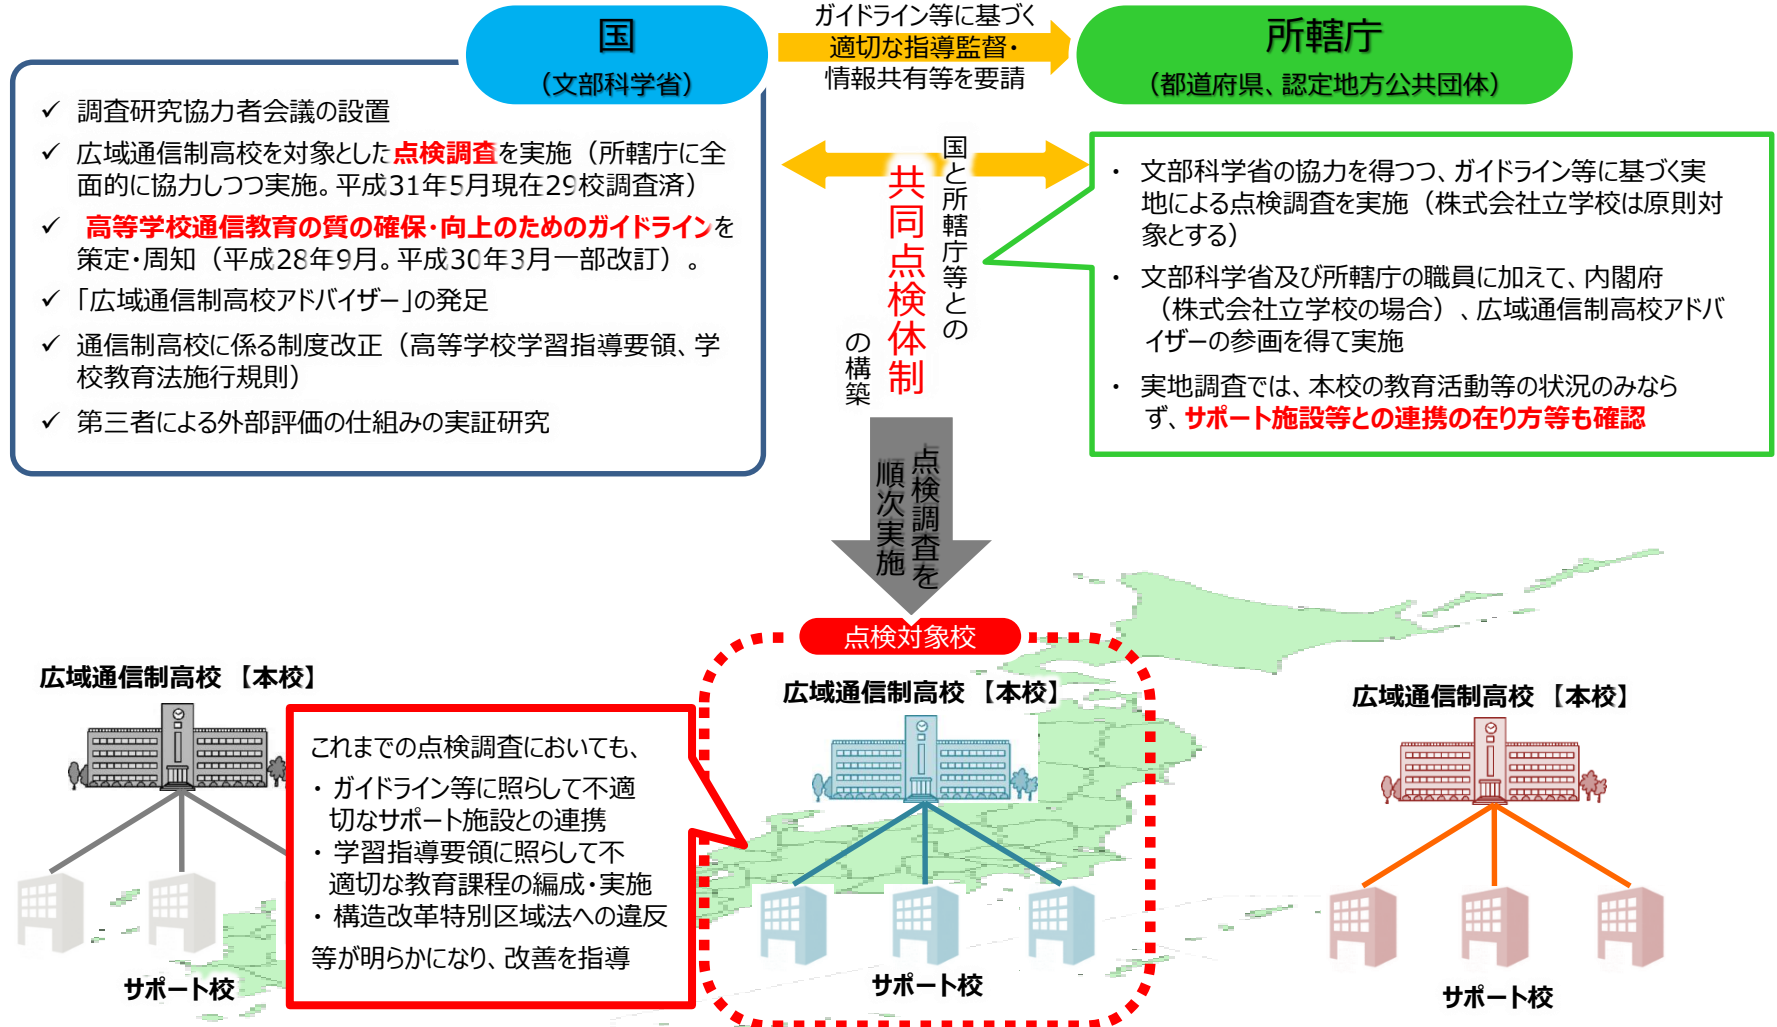 国
(文部科学省)
ガイドライン等に基づく
適切な指導監督・
情報共有等を要請
所轄庁
(都道府県、認定地方公共団体)
✓ 調査研究協力者会議の設置
✓ 広域通信制高校を対象とした点検調査を実施（所轄庁に全
面的に協力しつつ実施。平成31年5月現在29校調査済）
✓ 高等学校通信教育の質の確保・向上のためのガイドラインを
策定・周知（平成28年9月。平成30年3月一部改訂）。
✓ 「広域通信制高校アドバイザー」の発足
✓ 通信制高校に係る制度改正（高等学校学習指導要領、学
校教育法施行規則）
✓ 第三者による外部評価の仕組みの実証研究
国と所轄庁等との
共同点検体制
の構築
・ 文部科学省の協力を得つつ、ガイドライン等に基づく実
地による点検調査を実施（株式会社立学校は原則対
象とする）
・ 文部科学省及び所轄庁の職員に加えて、内閣府
（株式会社立学校の場合）、広域通信制高校アドバ
イザーの参画を得て実施
・ 実地調査では、本校の教育活動等の状況のみなら
ず、サポート施設等との連携の在り方等も確認
点検調査を
順次実施
点検対象校
広域通信制高校【本校】
サポート校
これまでの点検調査においても、
・ ガイドライン等に照らして不適
切なサポート施設との連携
・ 学習指導要領に照らして不
適切な教育課程の編成・実施
・ 構造改革特別区域法への違反
等が明らかになり、改善を指導
広域通信制高校【本校】
サポート校
広域通信制高校【本校】
サポート校